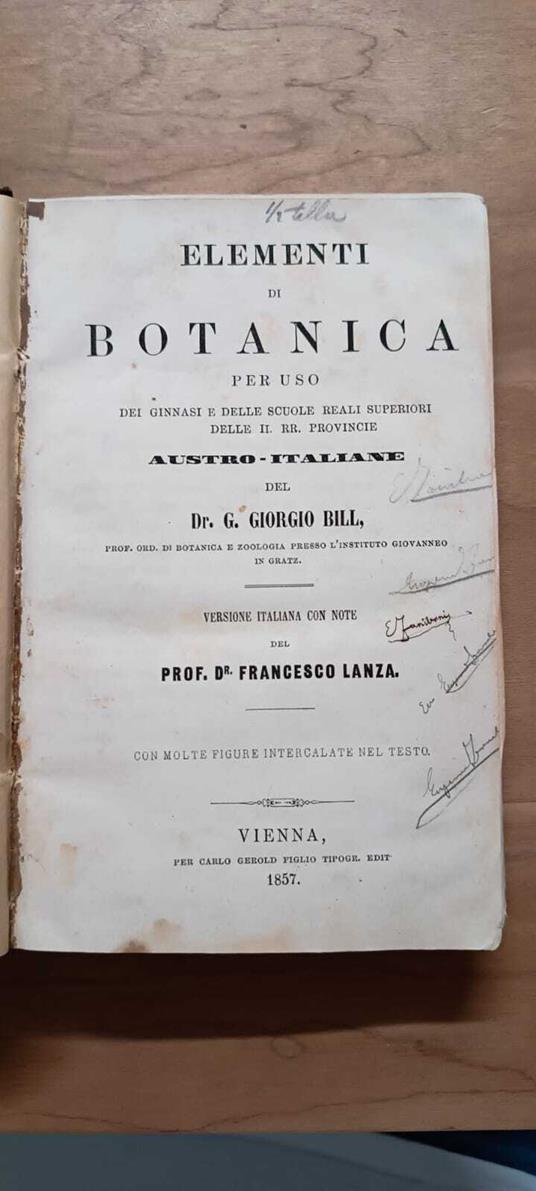 ELEMENTI
DI
BOTANICA
PER USO
DEI GINNASI E DELLE SCUOLE REALI SUPERIORI
DELLE II. RR. PROVINCIE
AUSTRO-ITALIANE
DEL
Dr. G. GIORGIO BILL,
PROF. ORD. DI BOTANICA E ZOOLOGIA PRESSO L'INSTITUTO GIOVANNEO
IN GRATZ.
VERSIONE ITALIANA CON NOTE
DEL
PROF. DR. FRANCESCO LANZA.
CON MOLTE FIGURE INTERCALATE NEL TESTO.
VIENNA,
PER CARLO GEROLD FIGLIO TIPOGR. EDIT
1857.